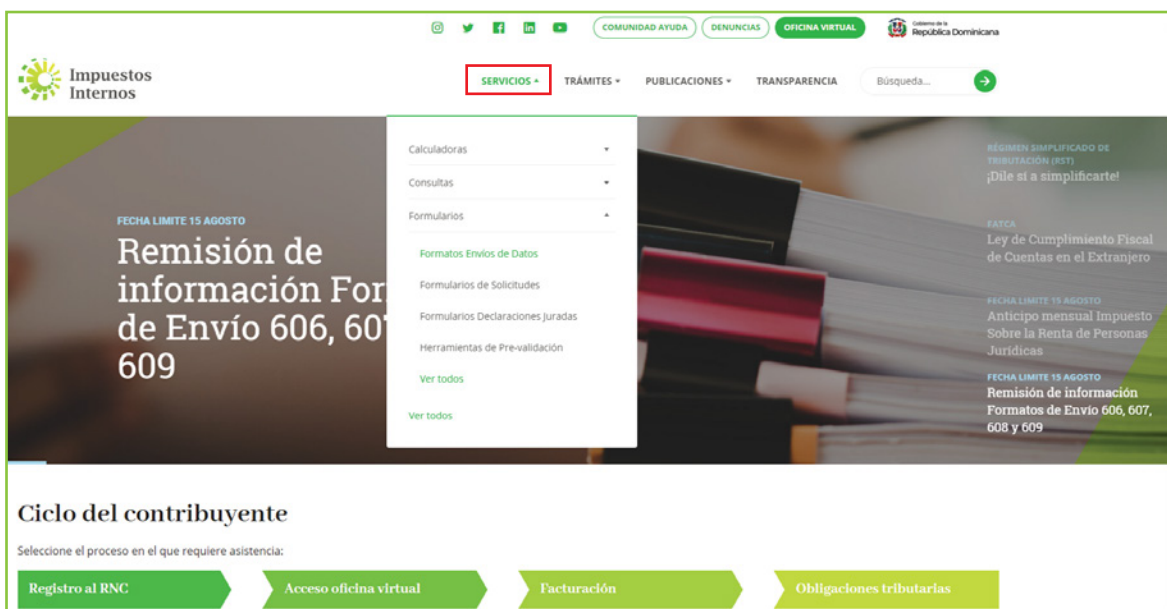 COMUNIDAD AYUDA
DENUNCIAS
OFICINA VIRTUAL
Gobierno de la
República Dominicana
Impuestos
Internos
SERVICIOS
TRÁMITES
PUBLICACIONES
TRANSPARENCIA
Búsqueda...
Calculadoras
Consultas
Formularios
Formatos Envíos de Datos
Formularios de Solicitudes
Formularios Declaraciones Juradas
Herramientas de Pre-validación
Ver todos
Ver todos
FECHA LIMITE 15 AGOSTO
Remisión de
información For
de Envío 606, 607
609
RÉGIMEN SIMPLIFICADO DE
TRIBUTACIÓN (RST)
¡Dile sí a simplificarte!
FATCA
Ley de Cumplimiento Fiscal
de Cuentas en el Extranjero
FECHA LIMITE 15 AGOSTO
Anticipo mensual Impuesto
Sobre la Renta de Personas
Jurídicas
FECHA LIMITE 15 AGOSTO
Remisión de información
Formatos de Envío 606, 607,
608 y 609
Ciclo del contribuyente
Seleccione el proceso en el que requiere asistencia:
Registro al RNC
Acceso oficina virtual
Facturación
Obligaciones tributarias